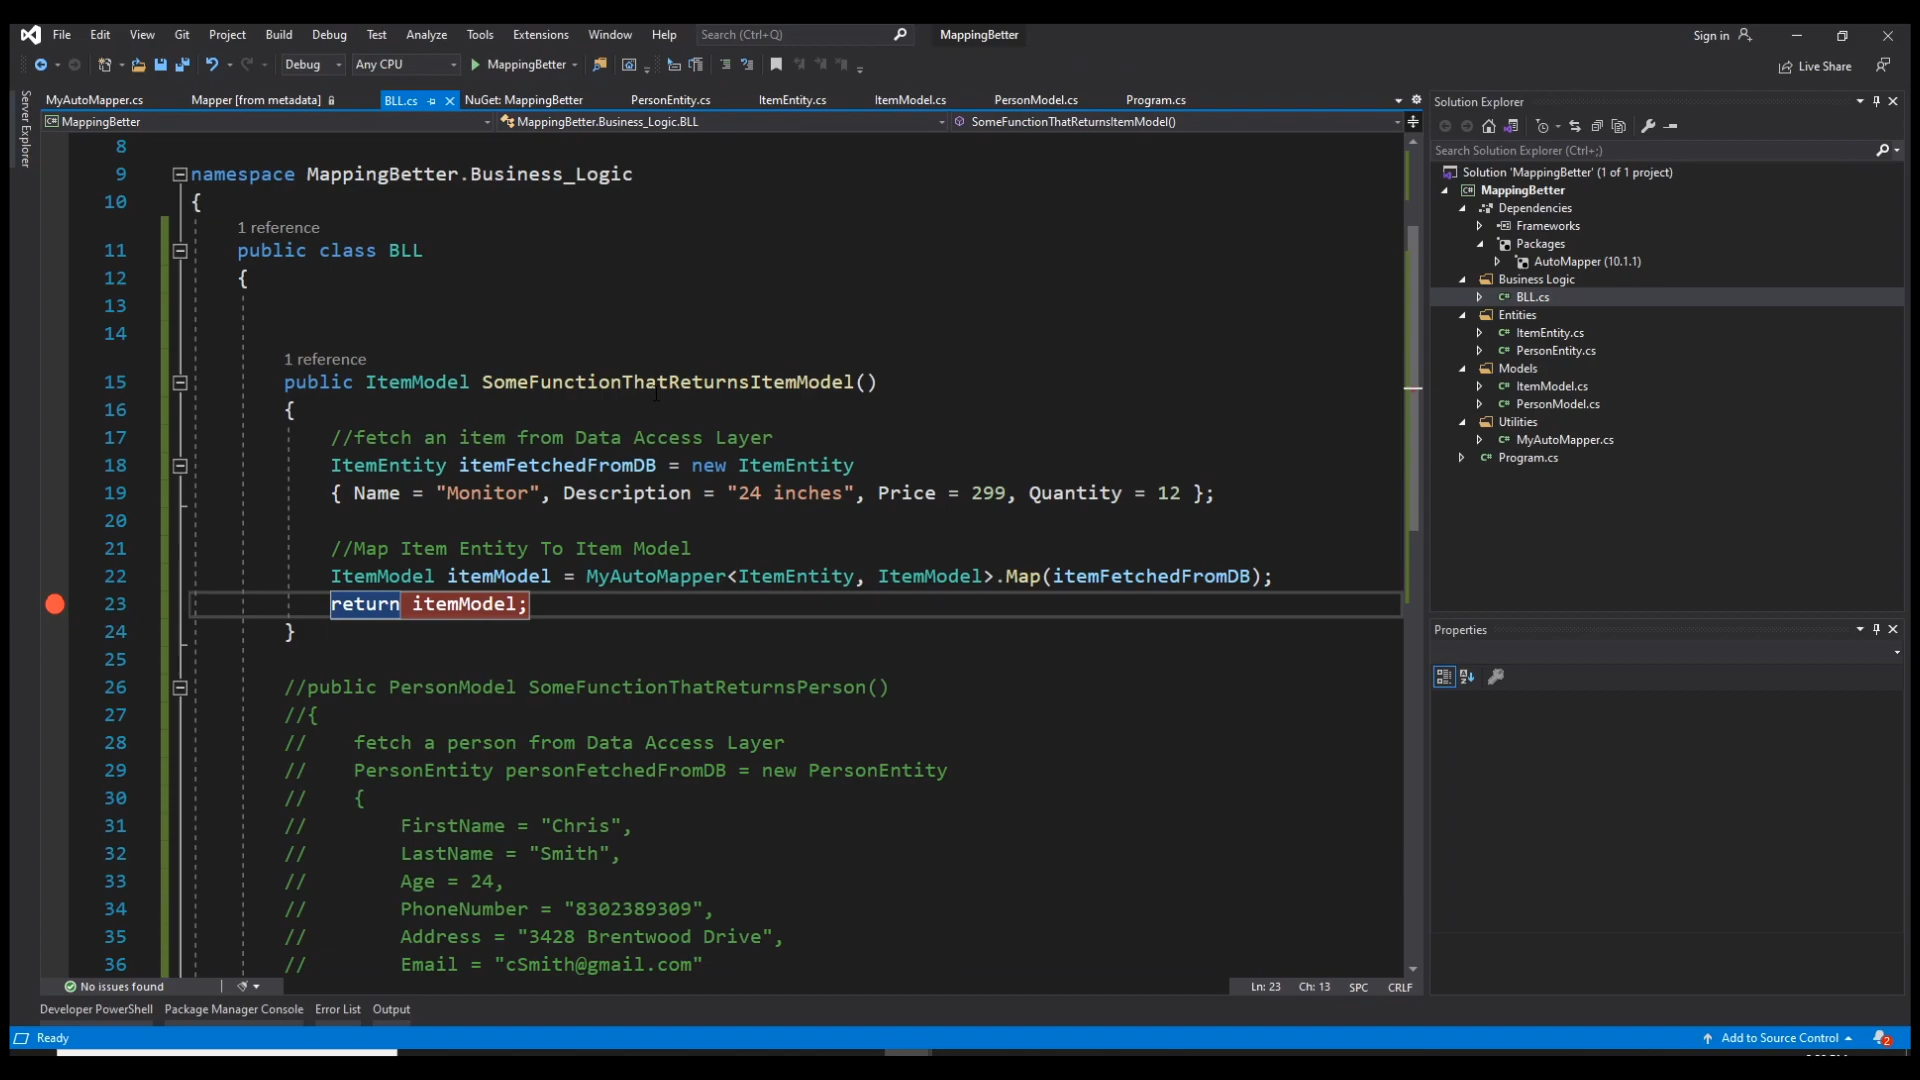 File Edit View Git Project Build Debug Test Analyze Tools Extensions Window Help Search (Ctrl+Q) MappingBetter Sign in
Debug Any CPU MappingBetter Live Share
Server Explorer
MyAutoMapper.cs Mapper [from metadata] BLL.cs NuGet: MappingBetter PersonEntity.cs ItemEntity.cs ItemModel.cs PersonModel.cs Program.cs
MappingBetter MappingBetter.Business_Logic.BLL SomeFunctionThatReturnsItemModel()
8
9 namespace MappingBetter.Business_Logic
10 {
1 reference
11 public class BLL
12 {
13
14
1 reference
15 public ItemModel SomeFunctionThatReturnsItemModel()
16 {
17 //fetch an item from Data Access Layer
18 ItemEntity itemFetchedFromDB = new ItemEntity
19 { Name = "Monitor", Description = "24 inches", Price = 299, Quantity = 12 };
20
21 //Map Item Entity To Item Model
22 ItemModel itemModel = MyAutoMapper<ItemEntity, ItemModel>.Map(itemFetchedFromDB);
23 return itemModel;
24 }
25
26 //public PersonModel SomeFunctionThatReturnsPerson()
27 //{
28 // fetch a person from Data Access Layer
29 // PersonEntity personFetchedFromDB = new PersonEntity
30 // {
31 // FirstName = "Chris",
32 // LastName = "Smith",
33 // Age = 24,
34 // PhoneNumber = "8302389309",
35 // Address = "3428 Brentwood Drive",
36 // Email = "cSmith@gmail.com"
No issues found Ln: 23 Ch: 13 SPC CRLF
Developer PowerShell Package Manager Console Error List Output
Solution Explorer
Search Solution Explorer (Ctrl+;)
Solution 'MappingBetter' (1 of 1 project)
C# MappingBetter
Dependencies
Frameworks
Packages
AutoMapper (10.1.1)
Business Logic
C# BLL.cs
Entities
C# ItemEntity.cs
C# PersonEntity.cs
Models
C# ItemModel.cs
C# PersonModel.cs
Utilities
C# MyAutoMapper.cs
C# Program.cs
Properties
Ready Add to Source Control 2